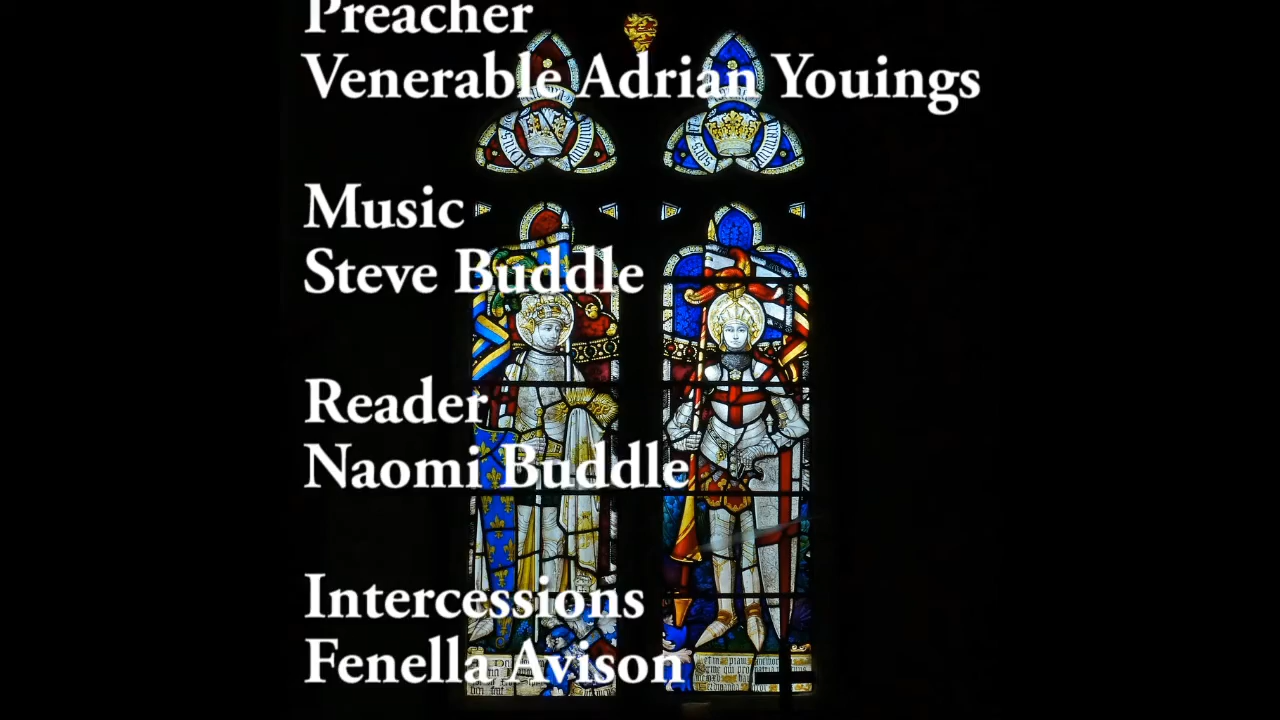 Preacher
Venerable Adrian Youings
Music
Steve Buddle
Reader
Naomi Buddle
Intercessions
Fenella Avison